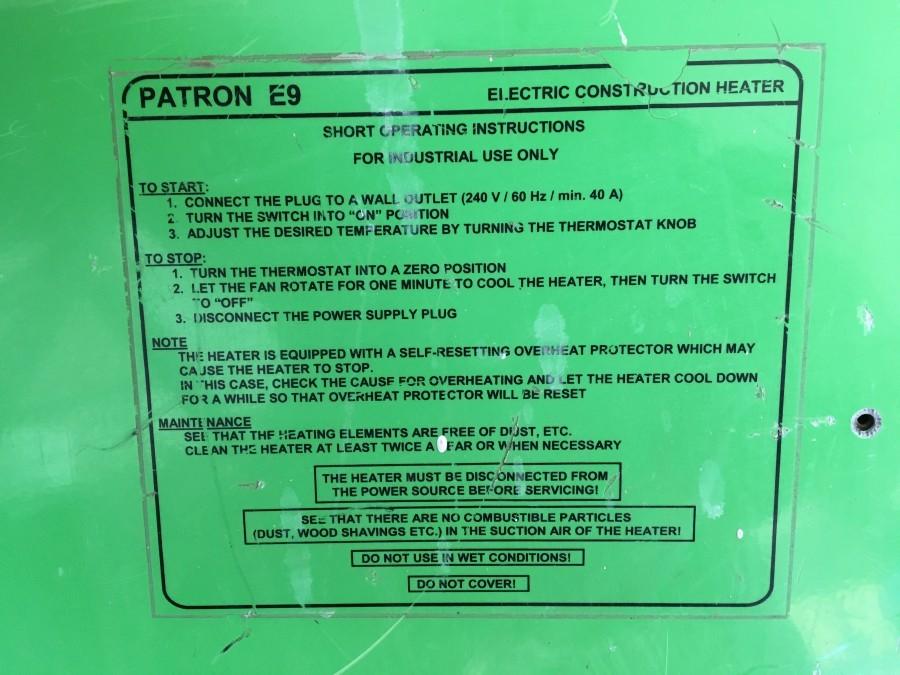 PATRON E9
ELECTRIC CONSTRUCTION HEATER
SHORT OPERATING INSTRUCTIONS
FOR INDUSTRIAL USE ONLY
TO START:
1. CONNECT THE PLUG TO A WALL OUTLET (240 V / 60 Hz / min. 40 A)
2. TURN THE SWITCH INTO "ON" POSITION
3. ADJUST THE DESIRED TEMPERATURE BY TURNING THE THERMOSTAT KNOB
TO STOP:
1. TURN THE THERMOSTAT INTO A ZERO POSITION
2. LET THE FAN ROTATE FOR ONE MINUTE TO COOL THE HEATER, THEN TURN THE SWITCH
TO "OFF"
3. DISCONNECT THE POWER SUPPLY PLUG
NOTE
THE HEATER IS EQUIPPED WITH A SELF-RESETTING OVERHEAT PROTECTOR WHICH MAY
CAUSE THE HEATER TO STOP.
IN THIS CASE, CHECK THE CAUSE FOR OVERHEATING AND LET THE HEATER COOL DOWN
FOR A WHILE SO THAT OVERHEAT PROTECTOR WILL BE RESET
MAINTENANCE
SEE THAT THE HEATING ELEMENTS ARE FREE OF DUST, ETC.
CLEAN THE HEATER AT LEAST TWICE A YEAR OR WHEN NECESSARY
THE HEATER MUST BE DISCONNECTED FROM
THE POWER SOURCE BEFORE SERVICING!
SEE THAT THERE ARE NO COMBUSTIBLE PARTICLES
(DUST, WOOD SHAVINGS ETC.) IN THE SUCTION AIR OF THE HEATER!
DO NOT USE IN WET CONDITIONS!
DO NOT COVER!